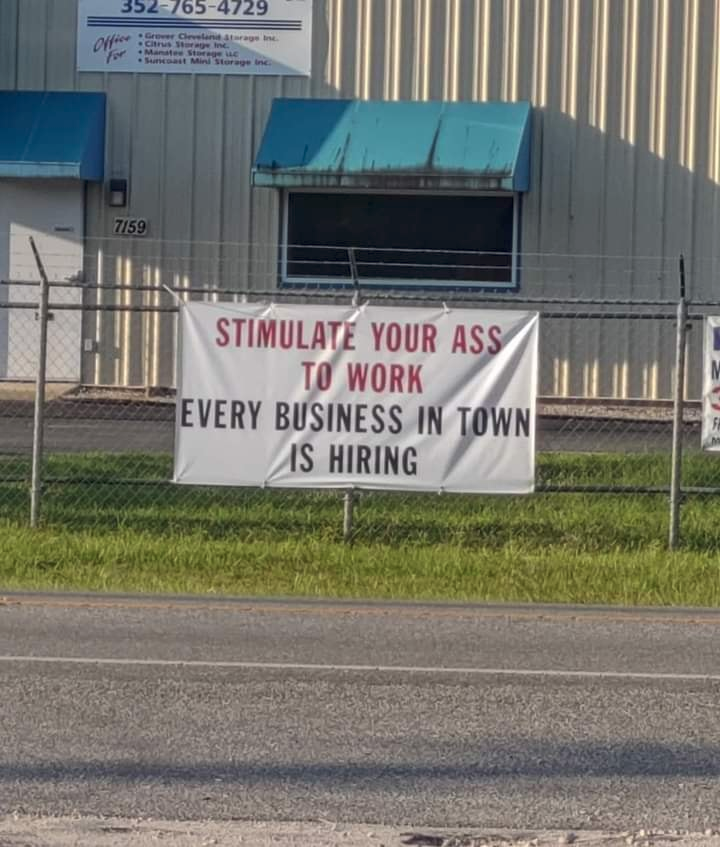 352-765-4729
Office For
• Grover Cleveland Storage Inc.
• Citrus Storage Inc.
• Manatee Storage LLC
• Suncoast Mini Storage Inc.
7159
STIMULATE YOUR ASS
TO WORK
EVERY BUSINESS IN TOWN
IS HIRING